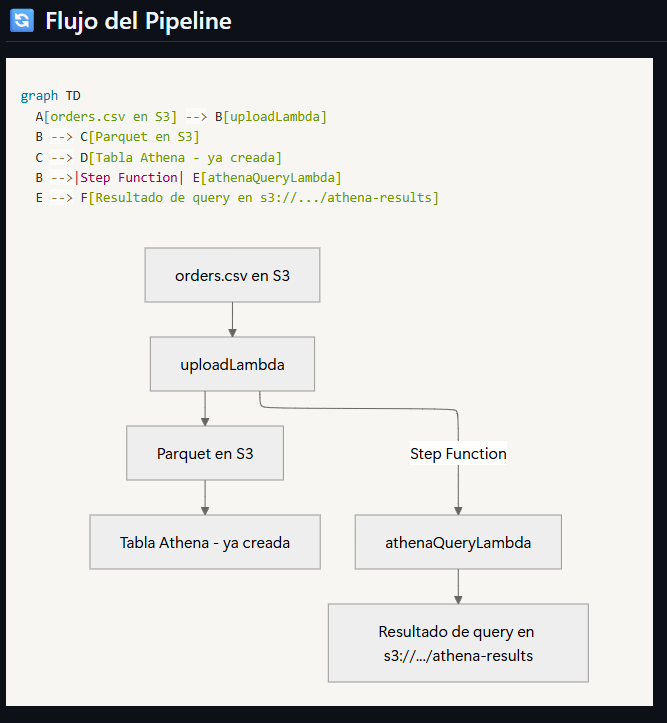 Flujo del Pipeline
graph TD
A[orders.csv en S3] --> B[uploadLambda]
B --> C[Parquet en S3]
C --> D[Tabla Athena - ya creada]
B -->|Step Function| E[athenaQueryLambda]
E --> F[Resultado de query en s3://.../athena-results]
orders.csv en S3
uploadLambda
Parquet en S3
Step Function
Tabla Athena - ya creada
athenaQueryLambda
Resultado de query en
s3://.../athena-results